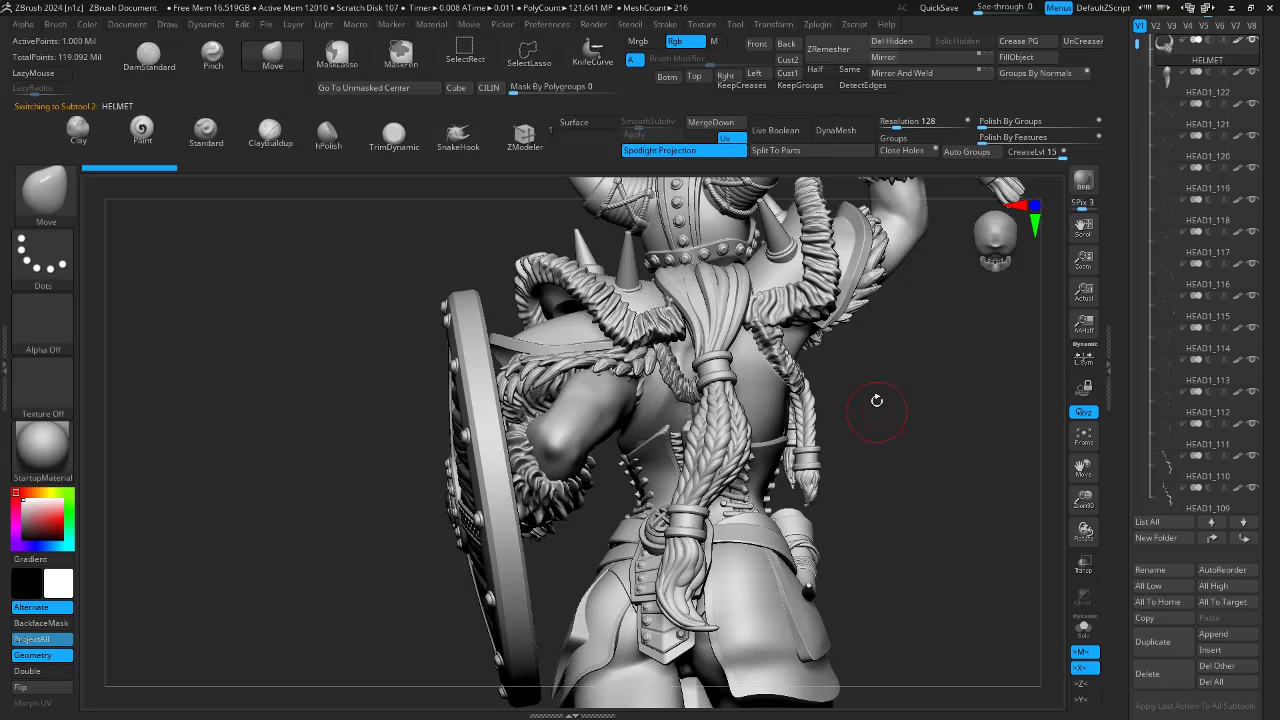 ZBrush 2024 [n1z]
ZBrush Document
• Free Mem 16.519GB • Active Mem 12010 • Scratch Disk 107 • Timer▸0.008 ATime▸0.011 • PolyCount▸121.641 MP • MeshCount▸216
AC
QuickSave
See-through 0
Menus
DefaultZScript
Alpha Brush Color Document Draw Dynamics Edit File Layer Light Macro Marker Material Movie Picker Preferences Render Stencil Stroke Texture Tool Transform Zplugin Zscript Help
V1 V2 V3 V4 V5 V6 V7 V8
ActivePoints: 1.000 Mil
TotalPoints: 119.092 Mil
LazyMouse
LazyRadius
Switching to Subtool 2: HELMET
DamStandard
Pinch
Move
MaskLasso
MaskPen
SelectRect
SelectLasso
KnifeCurve
Mrgb Rgb M
A Brush Modifier
Front Back
Cust2
Botm Top Rght Left Cust1
ZRemesher
Half Same
KeepCreases KeepGroups DetectEdges
Del Hidden Split Hidden Crease PG UnCrease
Mirror FillObject
Mirror And Weld Groups By Normals
Go To Unmasked Center Cube CILIN Mask By Polygroups 0
Clay
Paint
Standard
ClayBuildup
hPolish
TrimDynamic
SnakeHook
ZModeler
1
Surface SmoothSubdiv MergeDown
Apply Uv
Spotlight Projection
Live Boolean DynaMesh
Split To Parts
Resolution 128 Polish By Groups
Groups Polish By Features
Close Holes Auto Groups CreaseLvl 15
Move
Dots
Alpha Off
Texture Off
StartupMaterial
Gradient
Alternate
BackfaceMask
ProjectAll
Geometry
Double
Flip
Morph UV
BPR
SPix 3
Scroll
Zoom
Actual
AAHalf
Dynamic
L.Sym
QXYZ
Frame
Move
Zoom3D
Rotate
Transp
Ghost
Dynamic
Solo
>M<
>X<
>Z<
>Y<
HELMET
HEAD1_122
HEAD1_121
HEAD1_120
HEAD1_119
HEAD1_118
HEAD1_117
HEAD1_116
HEAD1_115
HEAD1_114
HEAD1_113
HEAD1_112
HEAD1_111
HEAD1_110
HEAD1_109
List All
New Folder
Rename AutoReorder
All Low All High
All To Home All To Target
Copy Paste
Duplicate Append
Insert
Delete Del Other
Del All
Apply Last Action To All Subtools